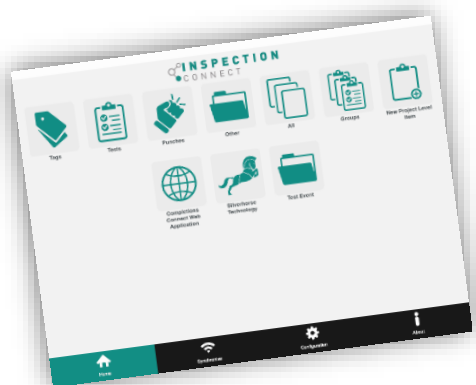 INSPECTION
CONNECT
Tags
Tests
Punches
Other
All
Groups
New Project Level
Item
Completions
Connect Web
Application
Silverhorse
Technology
Test Event
Home
Synchronise
Configuration
About